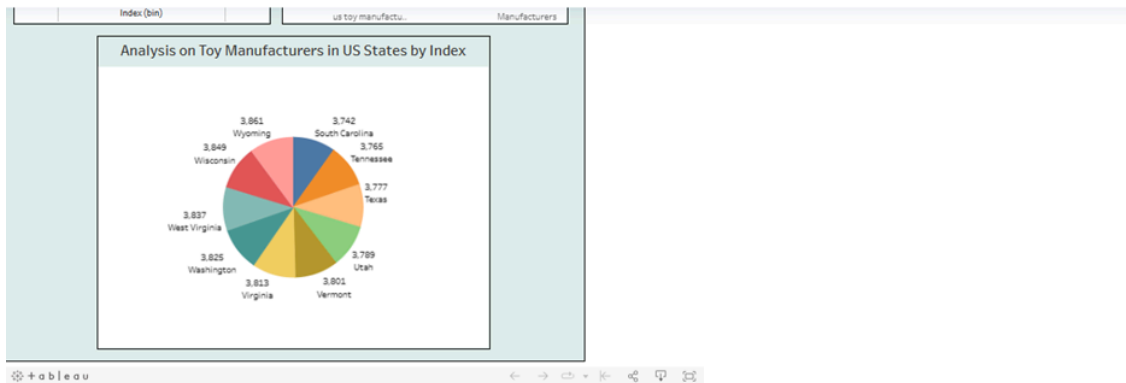 Index (bin)
us toy manufactu..
Manufacturers
Analysis on Toy Manufacturers in US States by Index
3,861
Wyoming
3,742
South Carolina
3,849
Wisconsin
3,765
Tennessee
3,777
Texas
3,837
West Virginia
3,825
Washington
3,789
Utah
3,813
Virginia
3,801
Vermont
+ableau